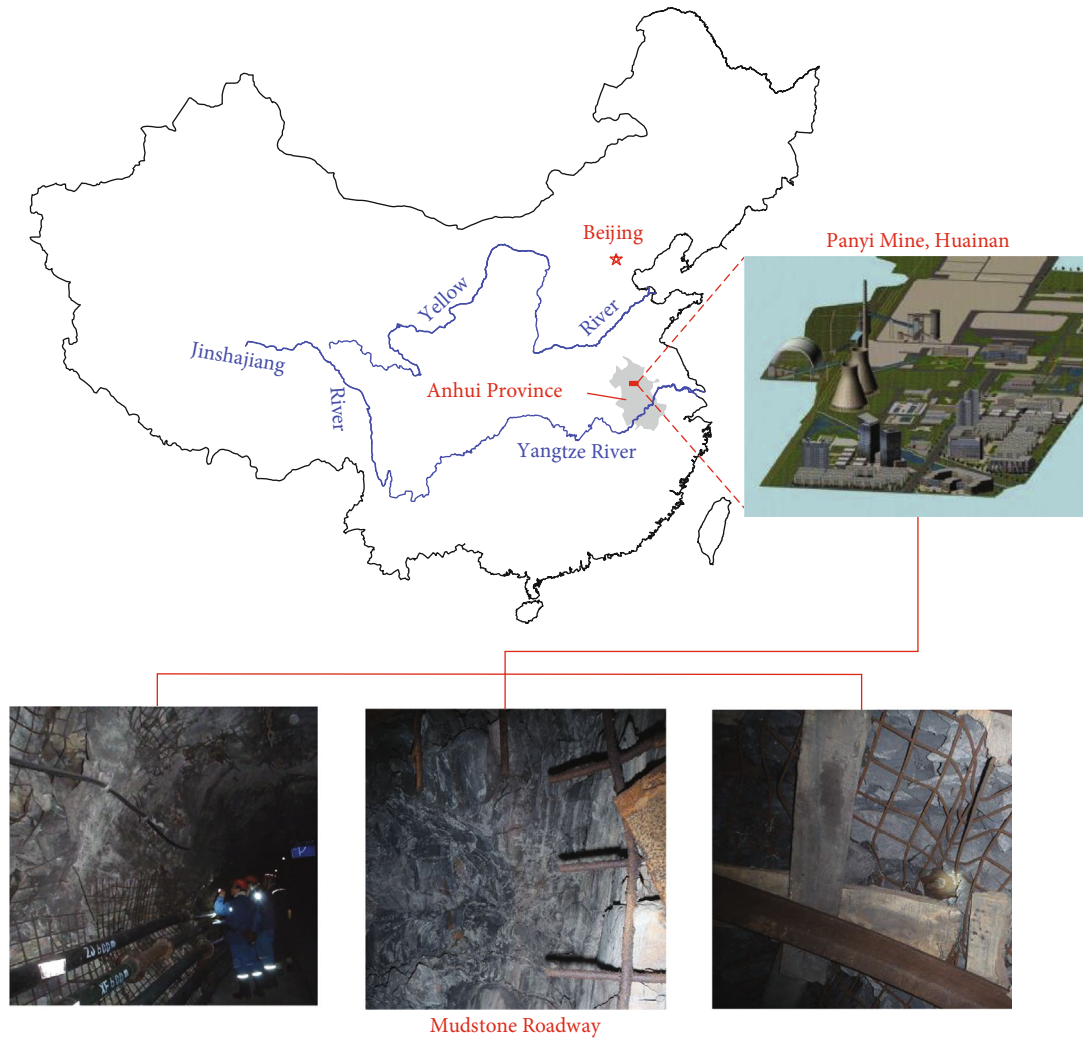 Beijing
Panyi Mine, Huainan
Yellow
River
Jinshajiang
River
Anhui Province
Yangtze River
Mudstone Roadway